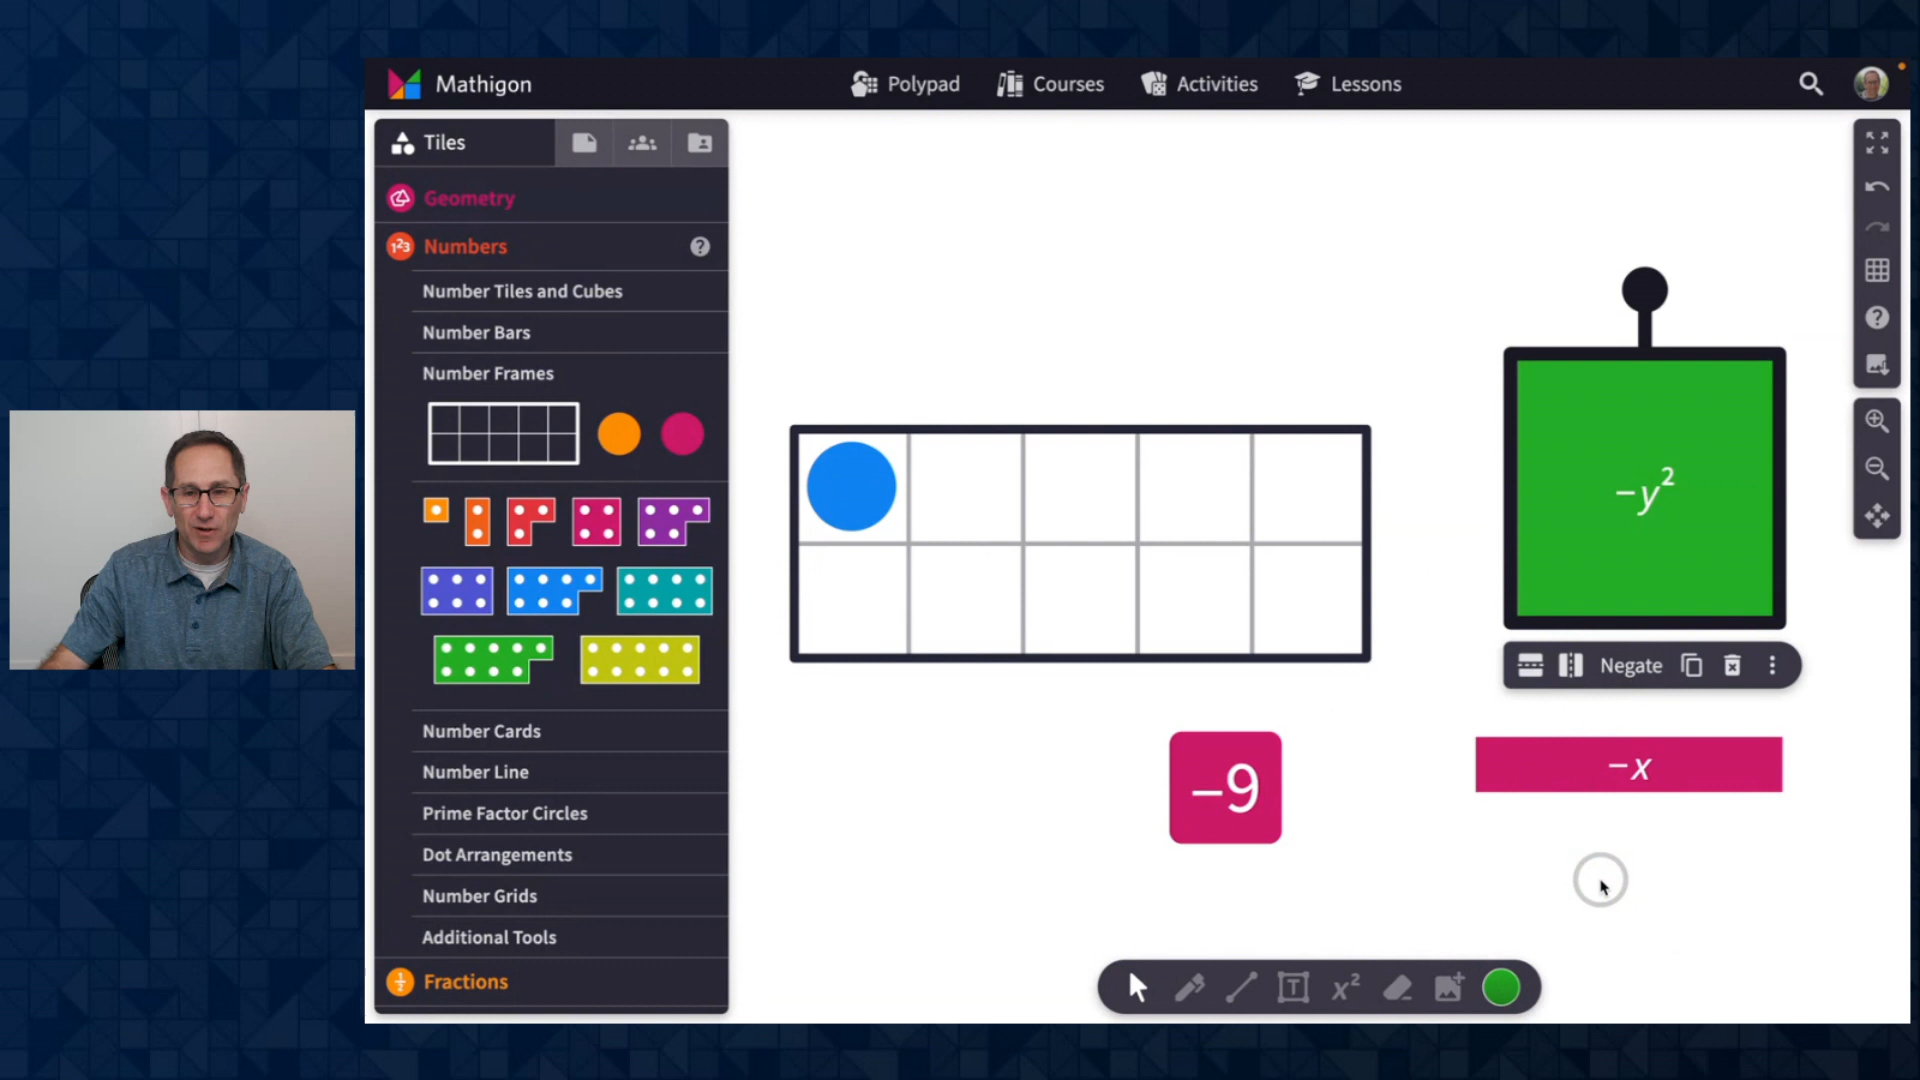 Mathigon
Polypad
Courses
Activities
Lessons
Tiles
Geometry
Numbers
Number Tiles and Cubes
Number Bars
Number Frames
Number Cards
Number Line
Prime Factor Circles
Dot Arrangements
Number Grids
Additional Tools
Fractions
−y²
Negate
−9
−x
T
x²